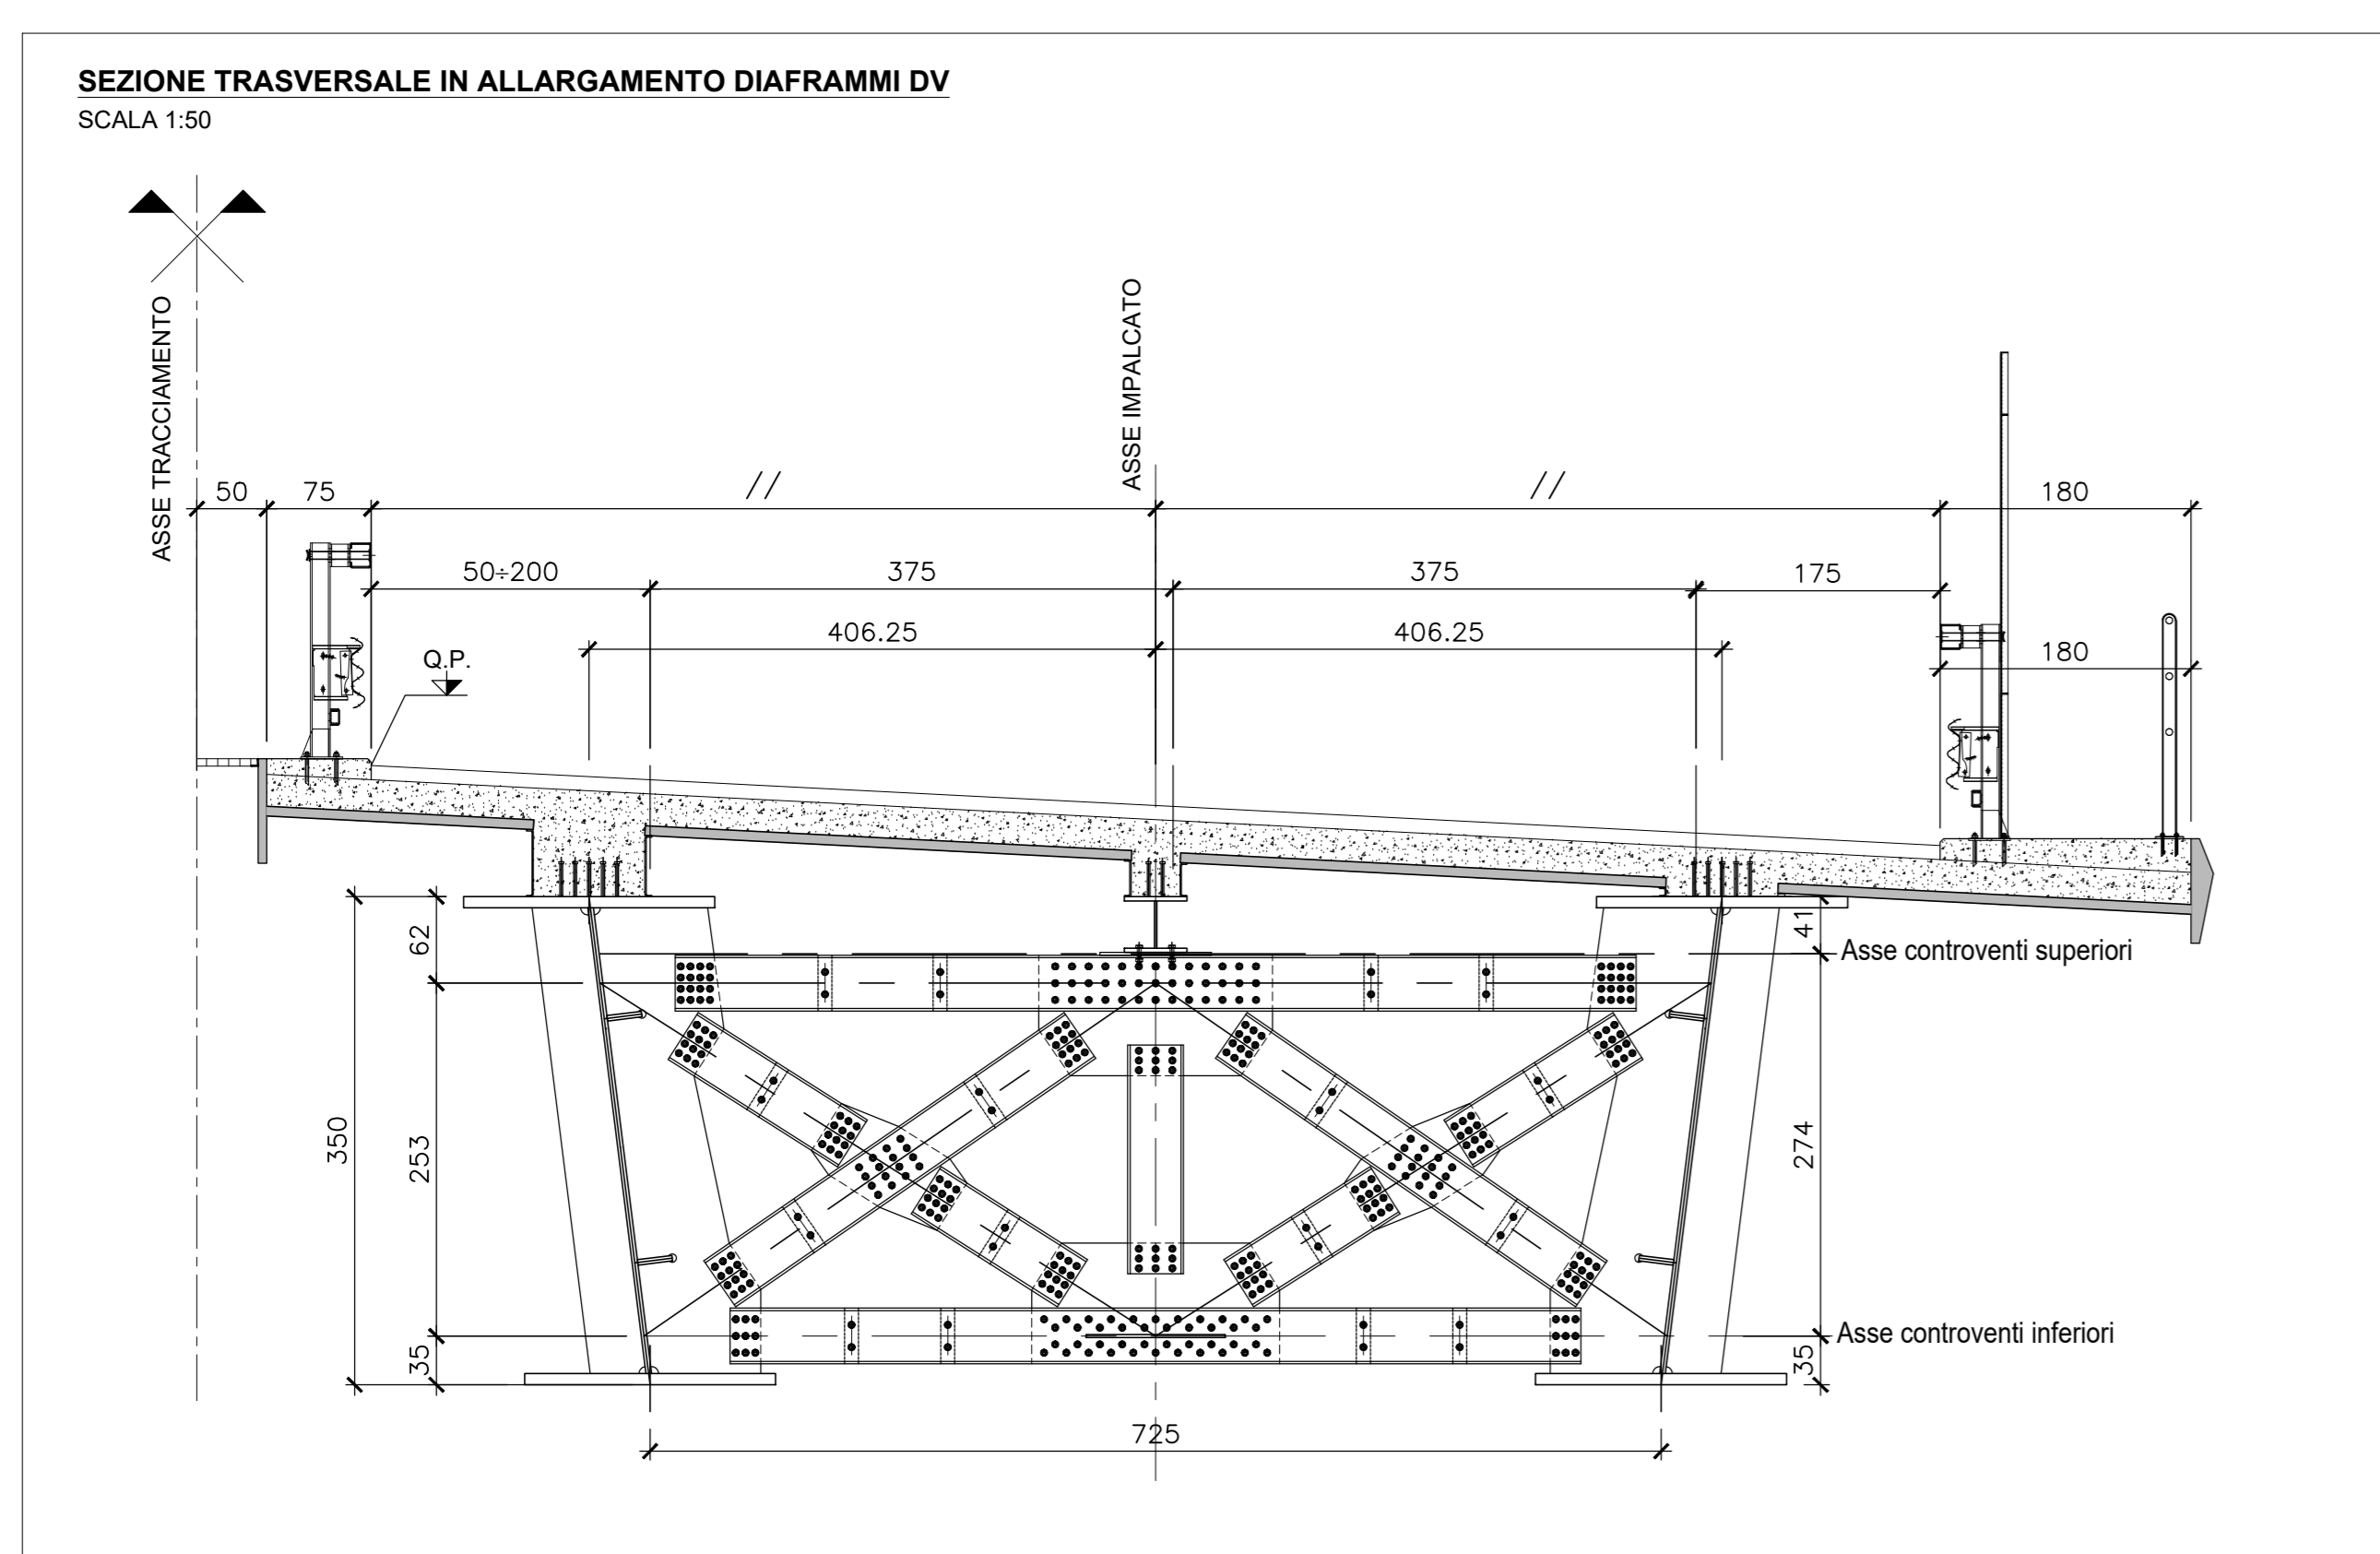 SEZIONE TRASVERSALE IN ALLARGAMENTO DIAFRAMMI DV
SCALA 1:50
ASSE TRACCIAMENTO
ASSE IMPALCATO
50
75
//
//
180
50÷200
375
375
175
406.25
406.25
180
Q.P.
62
41
Asse controventi superiori
350
253
274
35
35
Asse controventi inferiori
725